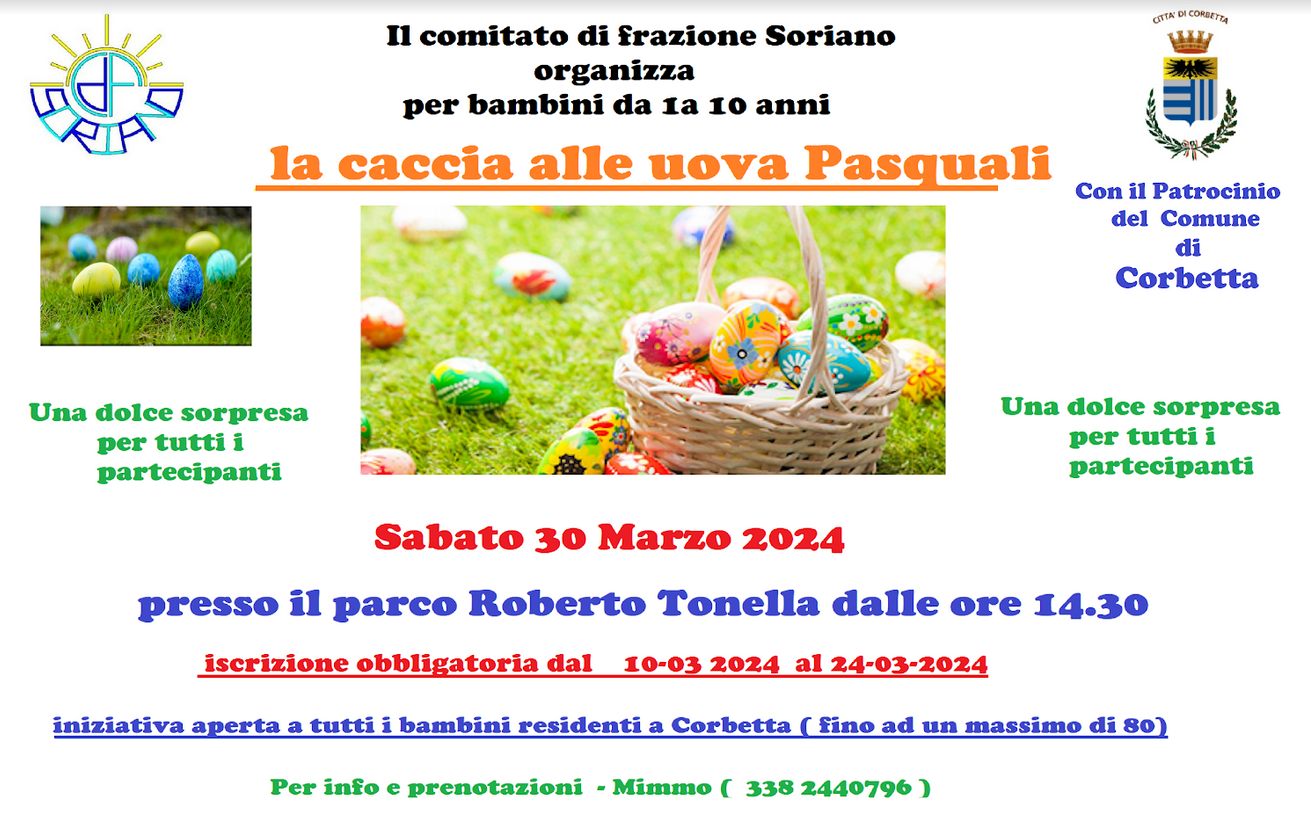 Il comitato di frazione Soriano
organizza
per bambini da 1a 10 anni
la caccia alle uova Pasquali
CITTA' DI CORBETTA
Con il Patrocinio
del Comune
di
Corbetta
Una dolce sorpresa
per tutti i
partecipanti
Una dolce sorpresa
per tutti i
partecipanti
Sabato 30 Marzo 2024
presso il parco Roberto Tonella dalle ore 14.30
iscrizione obbligatoria dal 10-03 2024 al 24-03-2024
iniziativa aperta a tutti i bambini residenti a Corbetta ( fino ad un massimo di 80)
Per info e prenotazioni - Mimmo ( 338 2440796 )